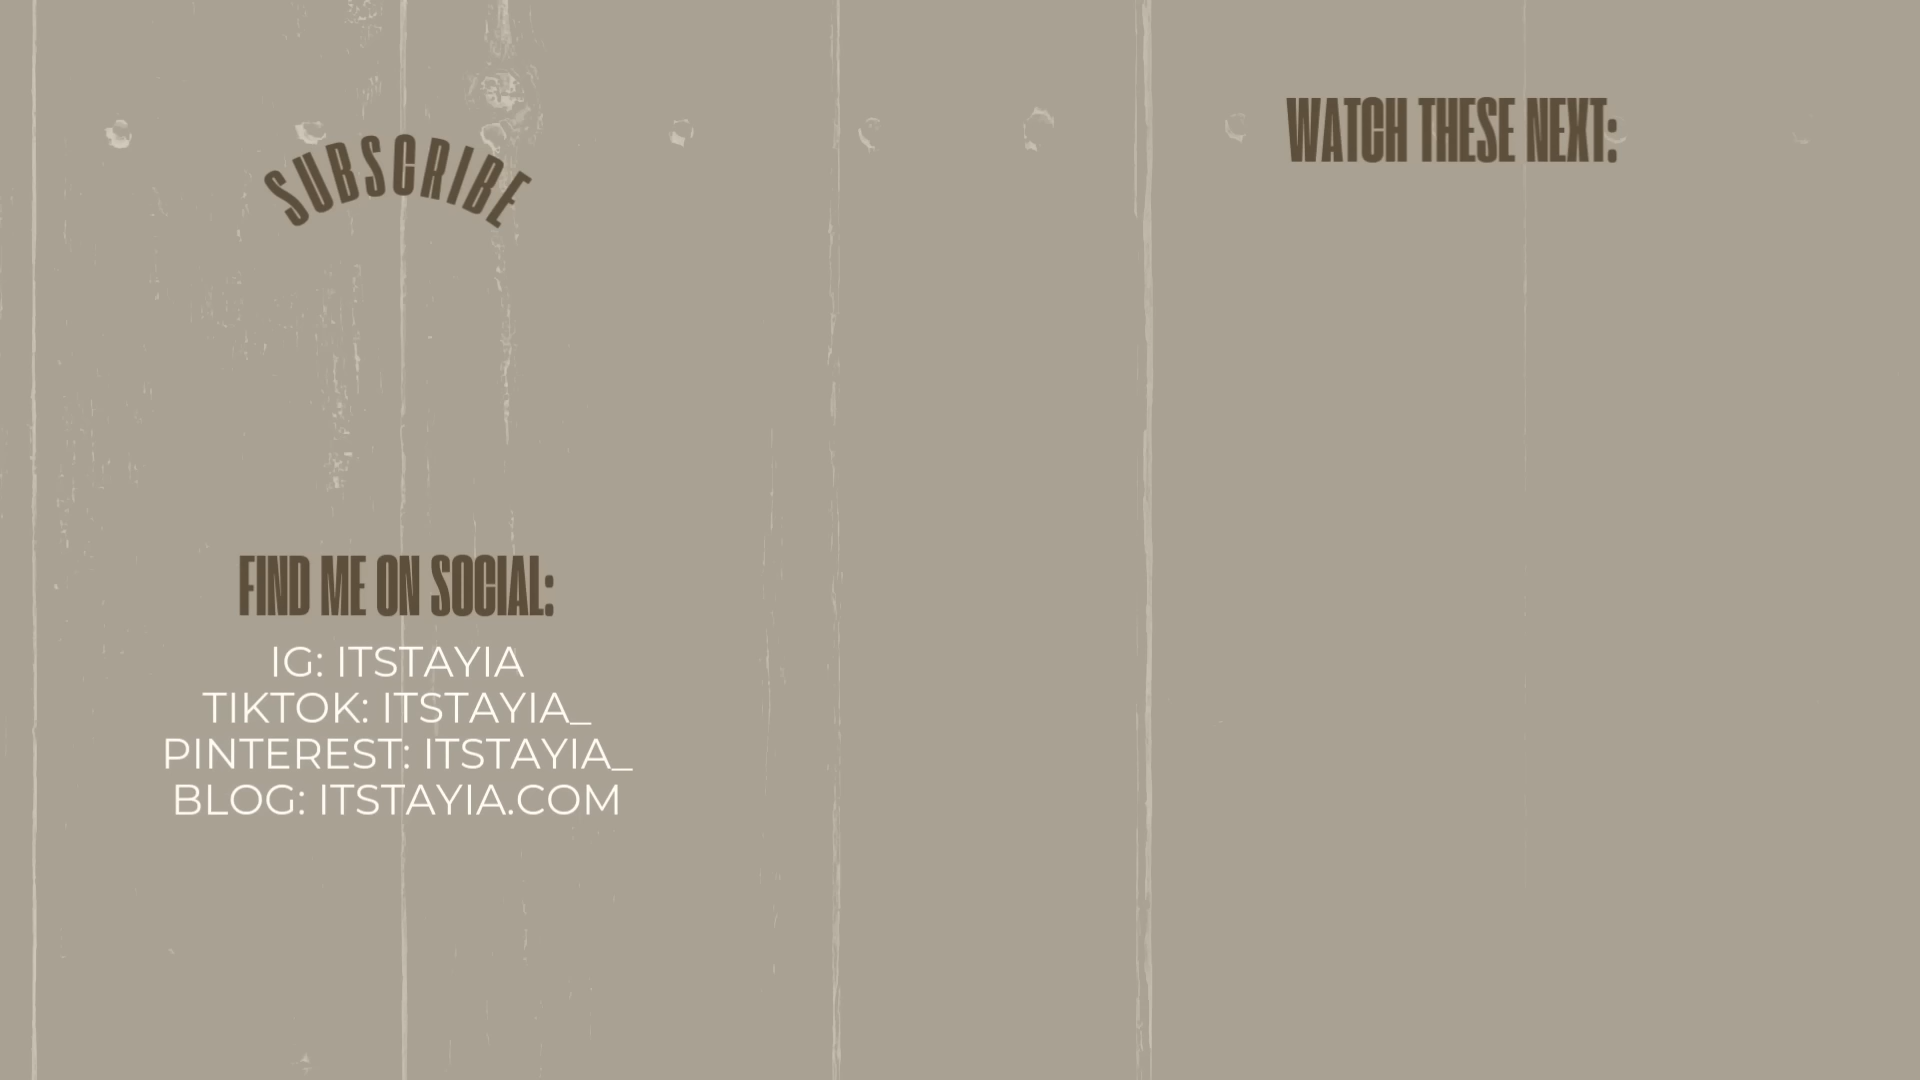 SUBSCRIBE
WATCH THESE NEXT:
FIND ME ON SOCIAL:
IG: ITSTAYIA
TIKTOK: ITSTAYIA_
PINTEREST: ITSTAYIA_
BLOG: ITSTAYIA.COM